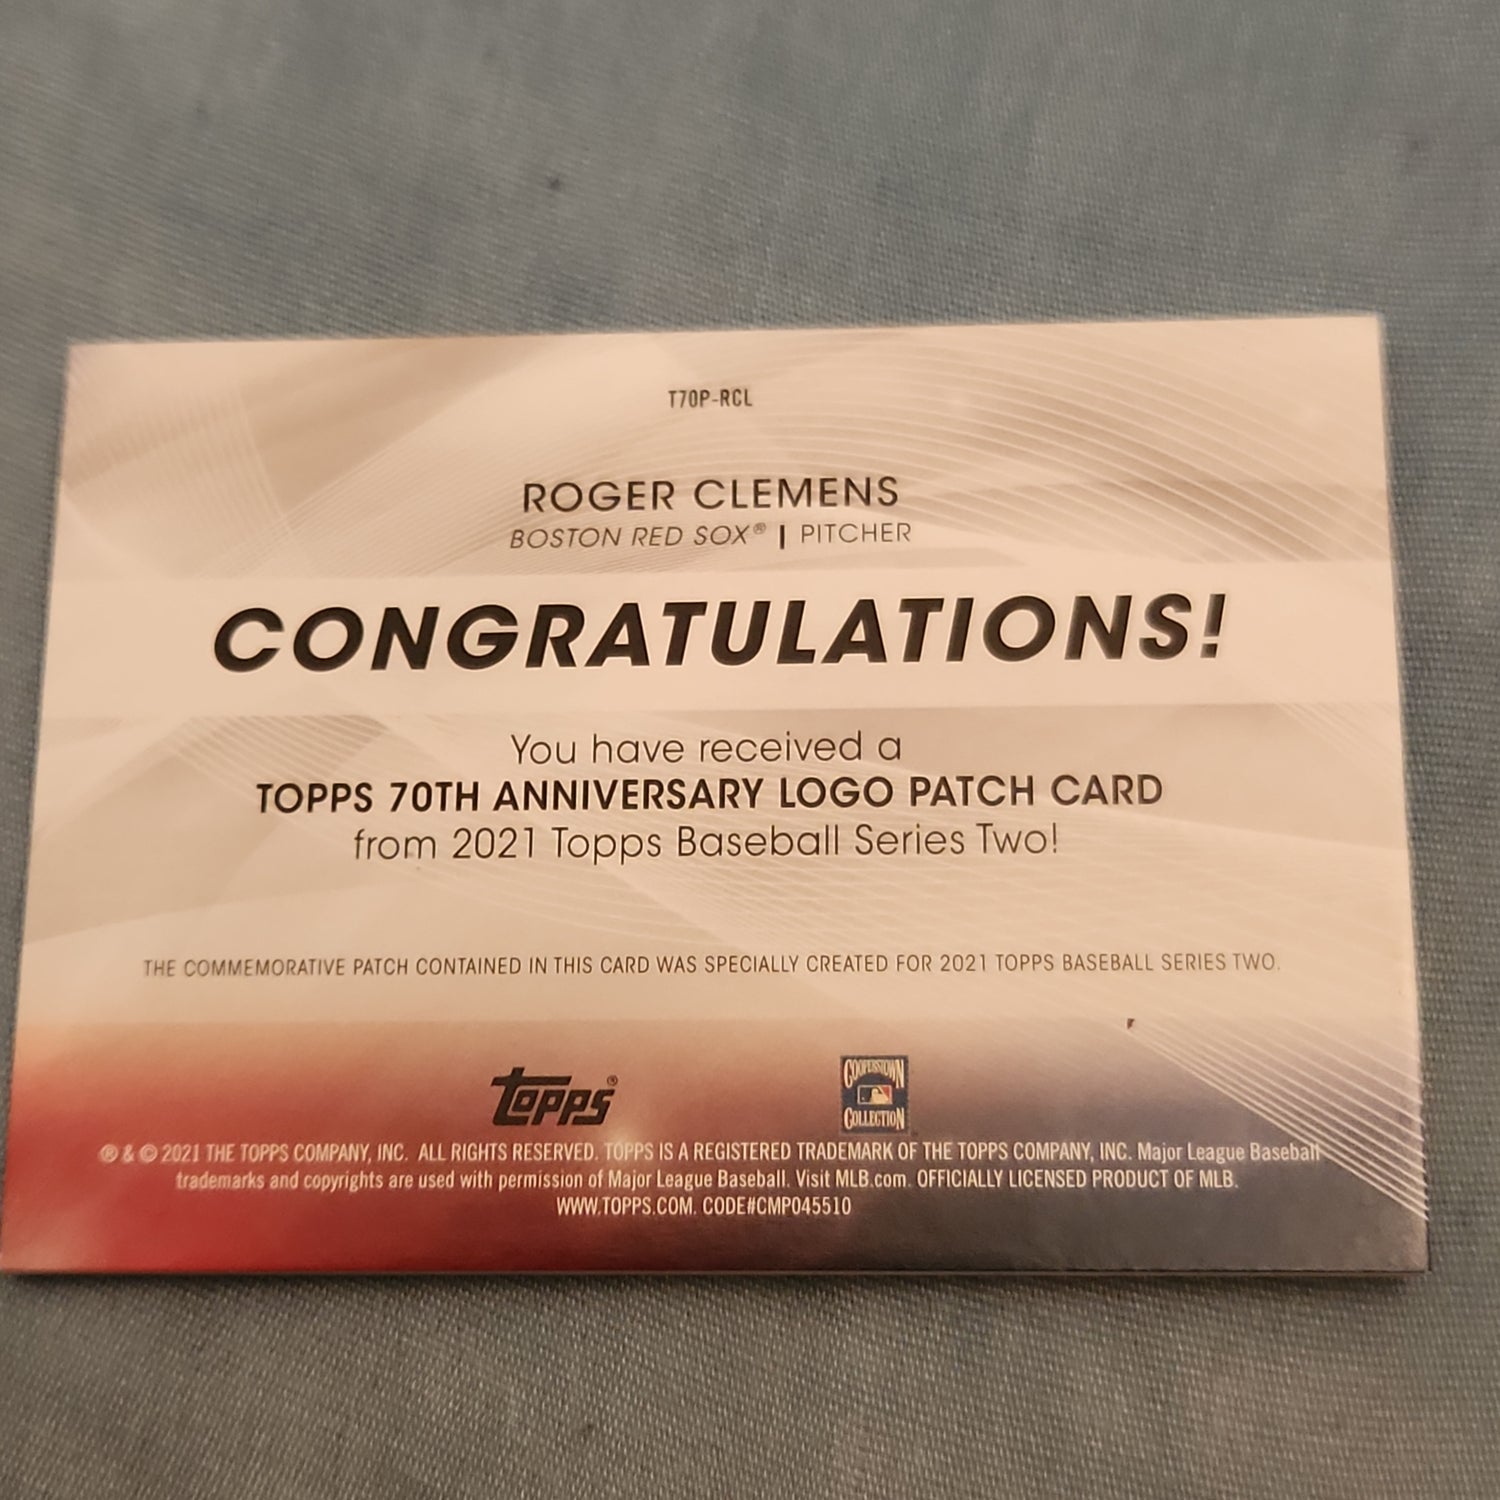 T70P-RCL
ROGER CLEMENS
BOSTON RED SOX® | PITCHER
CONGRATULATIONS!
You have received a
TOPPS 70TH ANNIVERSARY LOGO PATCH CARD
from 2021 Topps Baseball Series Two!
THE COMMEMORATIVE PATCH CONTAINED IN THIS CARD WAS SPECIALLY CREATED FOR 2021 TOPPS BASEBALL SERIES TWO.
topps®
COOPERSTOWN
COLLECTION
® & © 2021 THE TOPPS COMPANY, INC. ALL RIGHTS RESERVED. TOPPS IS A REGISTERED TRADEMARK OF THE TOPPS COMPANY, INC. Major League Baseball
trademarks and copyrights are used with permission of Major League Baseball. Visit MLB.com. OFFICIALLY LICENSED PRODUCT OF MLB.
WWW.TOPPS.COM. CODE#CMP045510